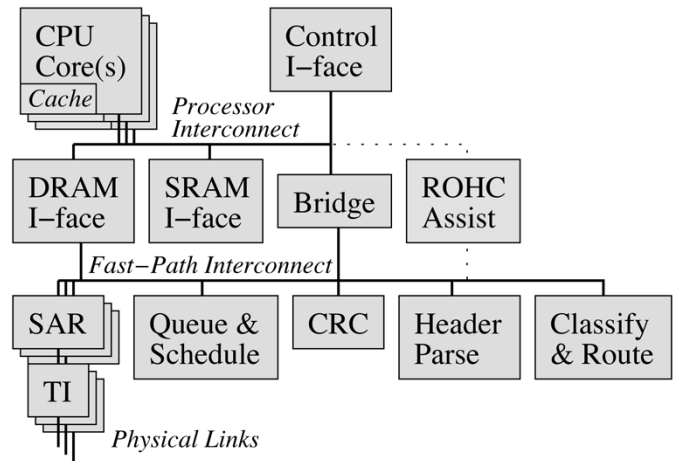 CPU
Core(s)
Cache
Control
I–face
Processor
Interconnect
DRAM
I–face
SRAM
I–face
Bridge
ROHC
Assist
Fast–Path Interconnect
SAR
Queue &
Schedule
CRC
Header
Parse
Classify
& Route
TI
Physical Links